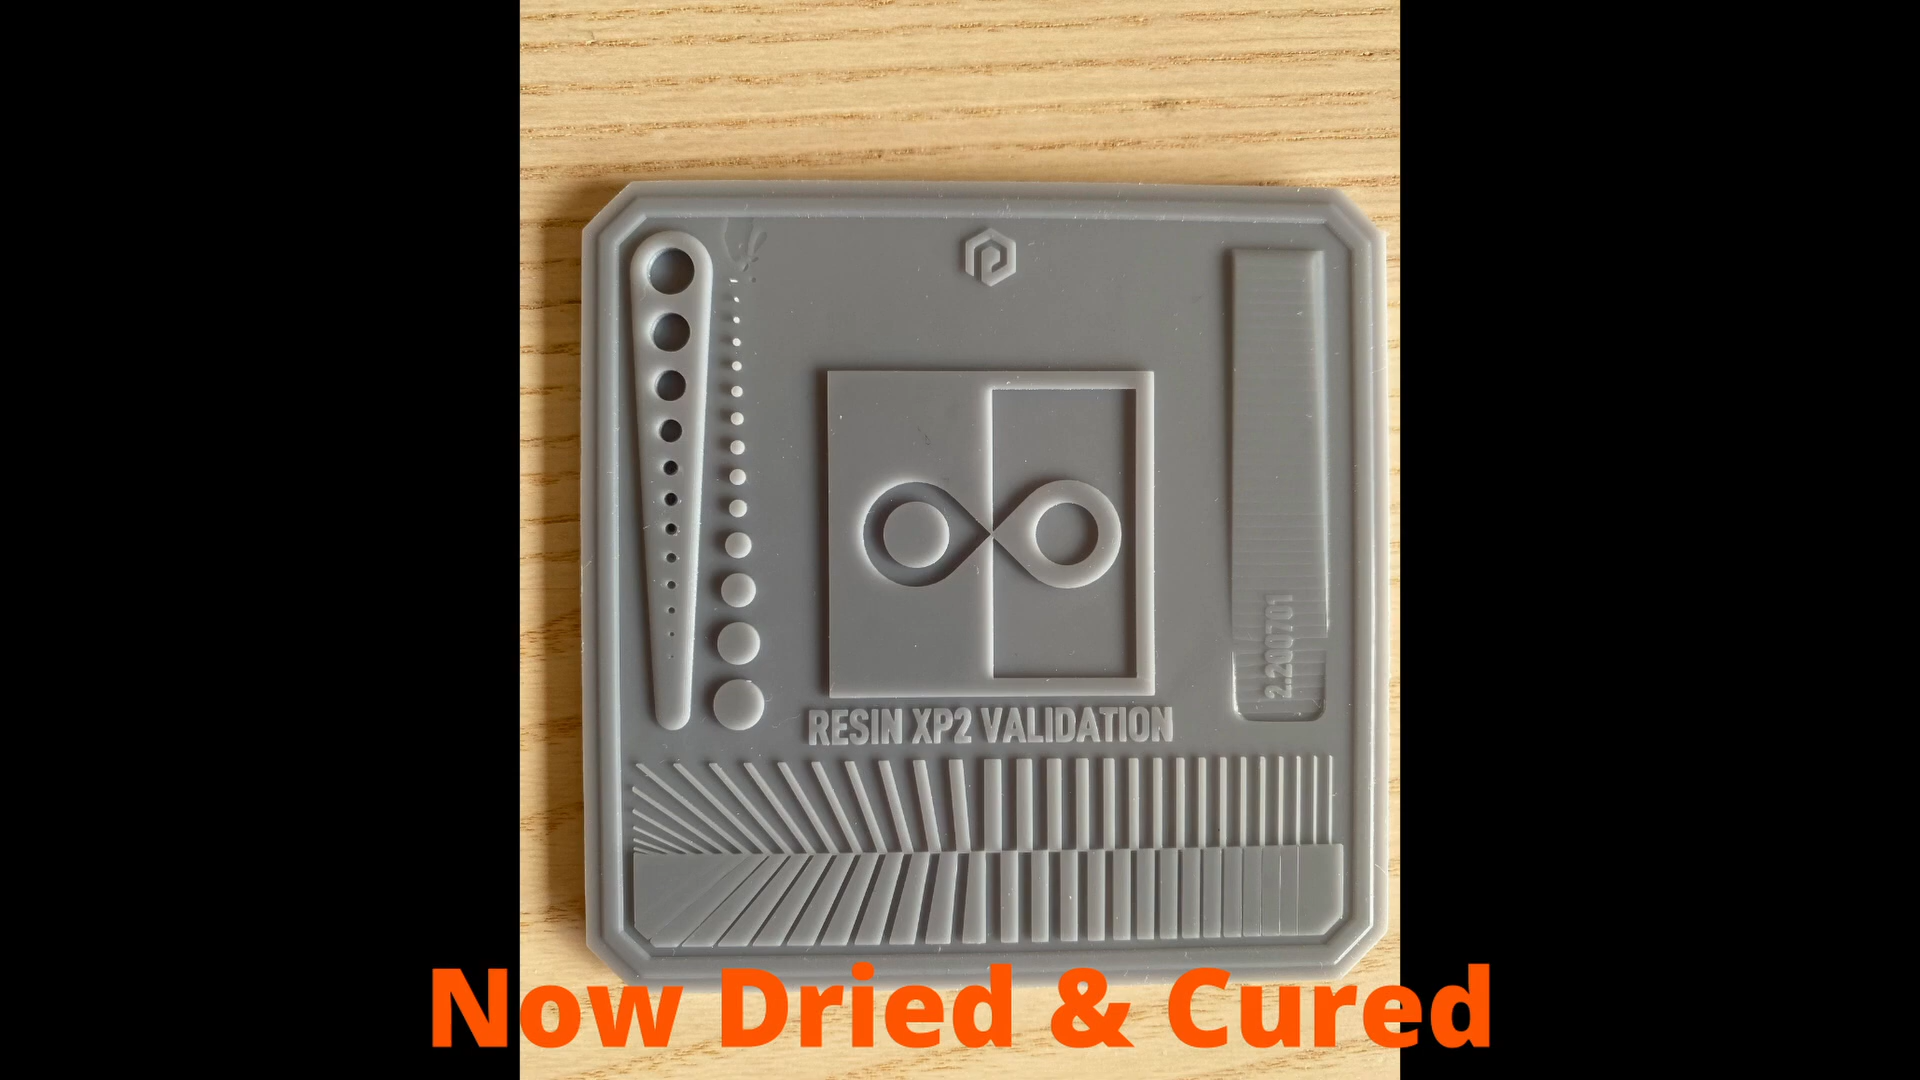 2.200701
RESIN XP2 VALIDATION
Now Dried & Cured